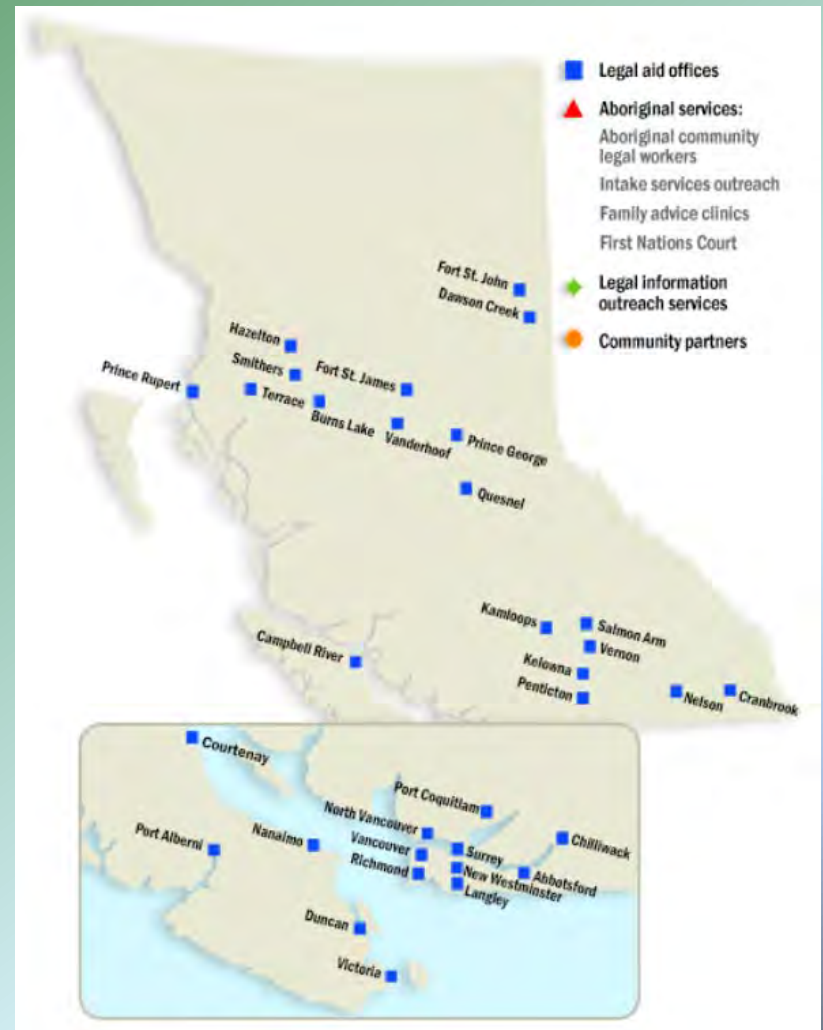 Legal aid offices
Aboriginal services:
Aboriginal community
legal workers
Intake services outreach
Family advice clinics
First Nations Court
Legal information
outreach services
Community partners
Fort St. John
Dawson Creek
Hazelton
Smithers
Fort St. James
Prince Rupert
Terrace
Burns Lake
Vanderhoof
Prince George
Quesnel
Kamloops
Salmon Arm
Vernon
Campbell River
Kelowna
Penticton
Nelson
Cranbrook
Courtenay
Port Coquitlam
North Vancouver
Chilliwack
Port Alberni
Nanaimo
Vancouver
Surrey
Richmond
New Westminster
Abbotsford
Langley
Duncan
Victoria